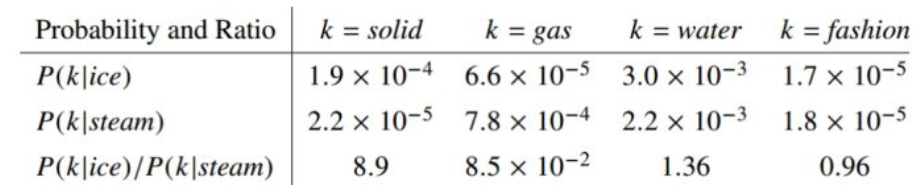 Probability and Ratio k = solid k = gas k = water k = fashion
P(k|ice) 1.9 × 10⁻⁴ 6.6 × 10⁻⁵ 3.0 × 10⁻³ 1.7 × 10⁻⁵
P(k|steam) 2.2 × 10⁻⁵ 7.8 × 10⁻⁴ 2.2 × 10⁻³ 1.8 × 10⁻⁵
P(k|ice)/P(k|steam) 8.9 8.5 × 10⁻² 1.36 0.96